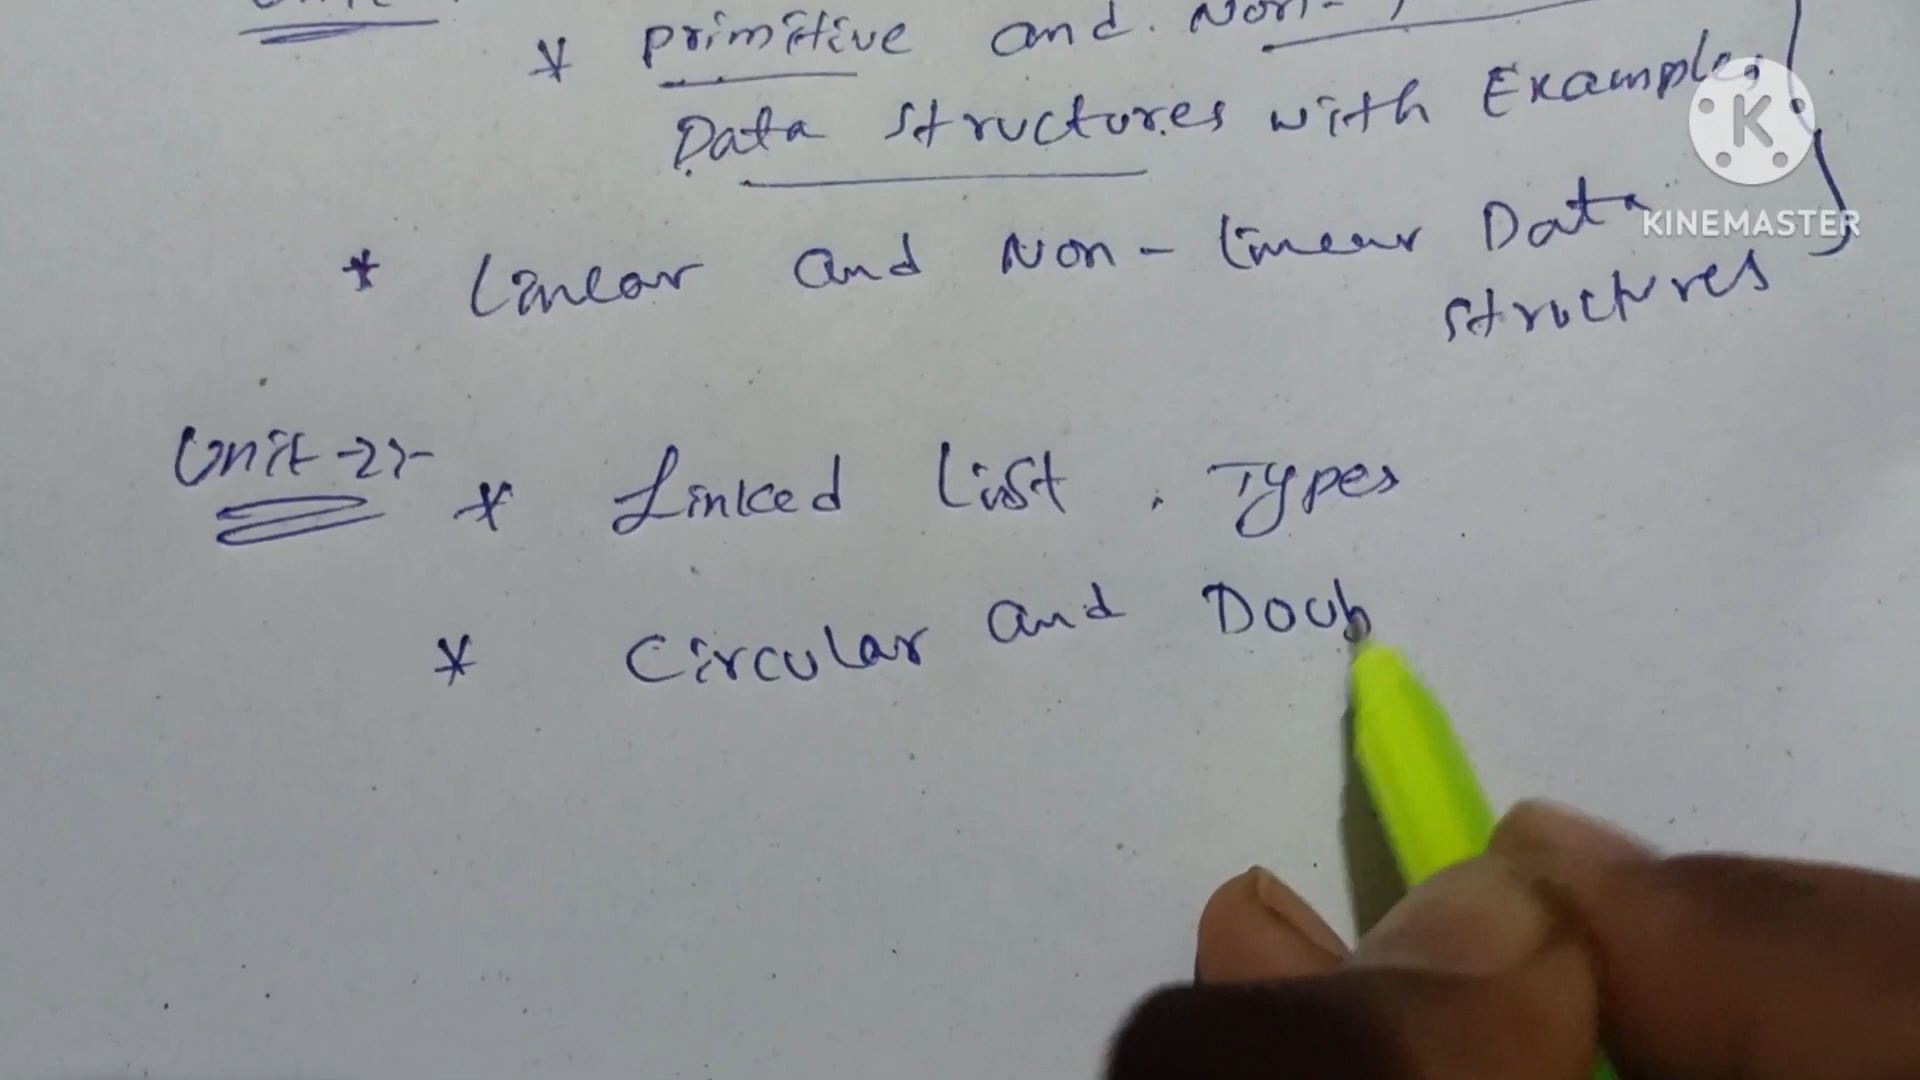 * Primitive and Non-
Data Structures with Example,
* Linear and Non-linear Data
Structures
Unit-2:-
* Linked List, Types
* Circular and Doub
K
KINEMASTER